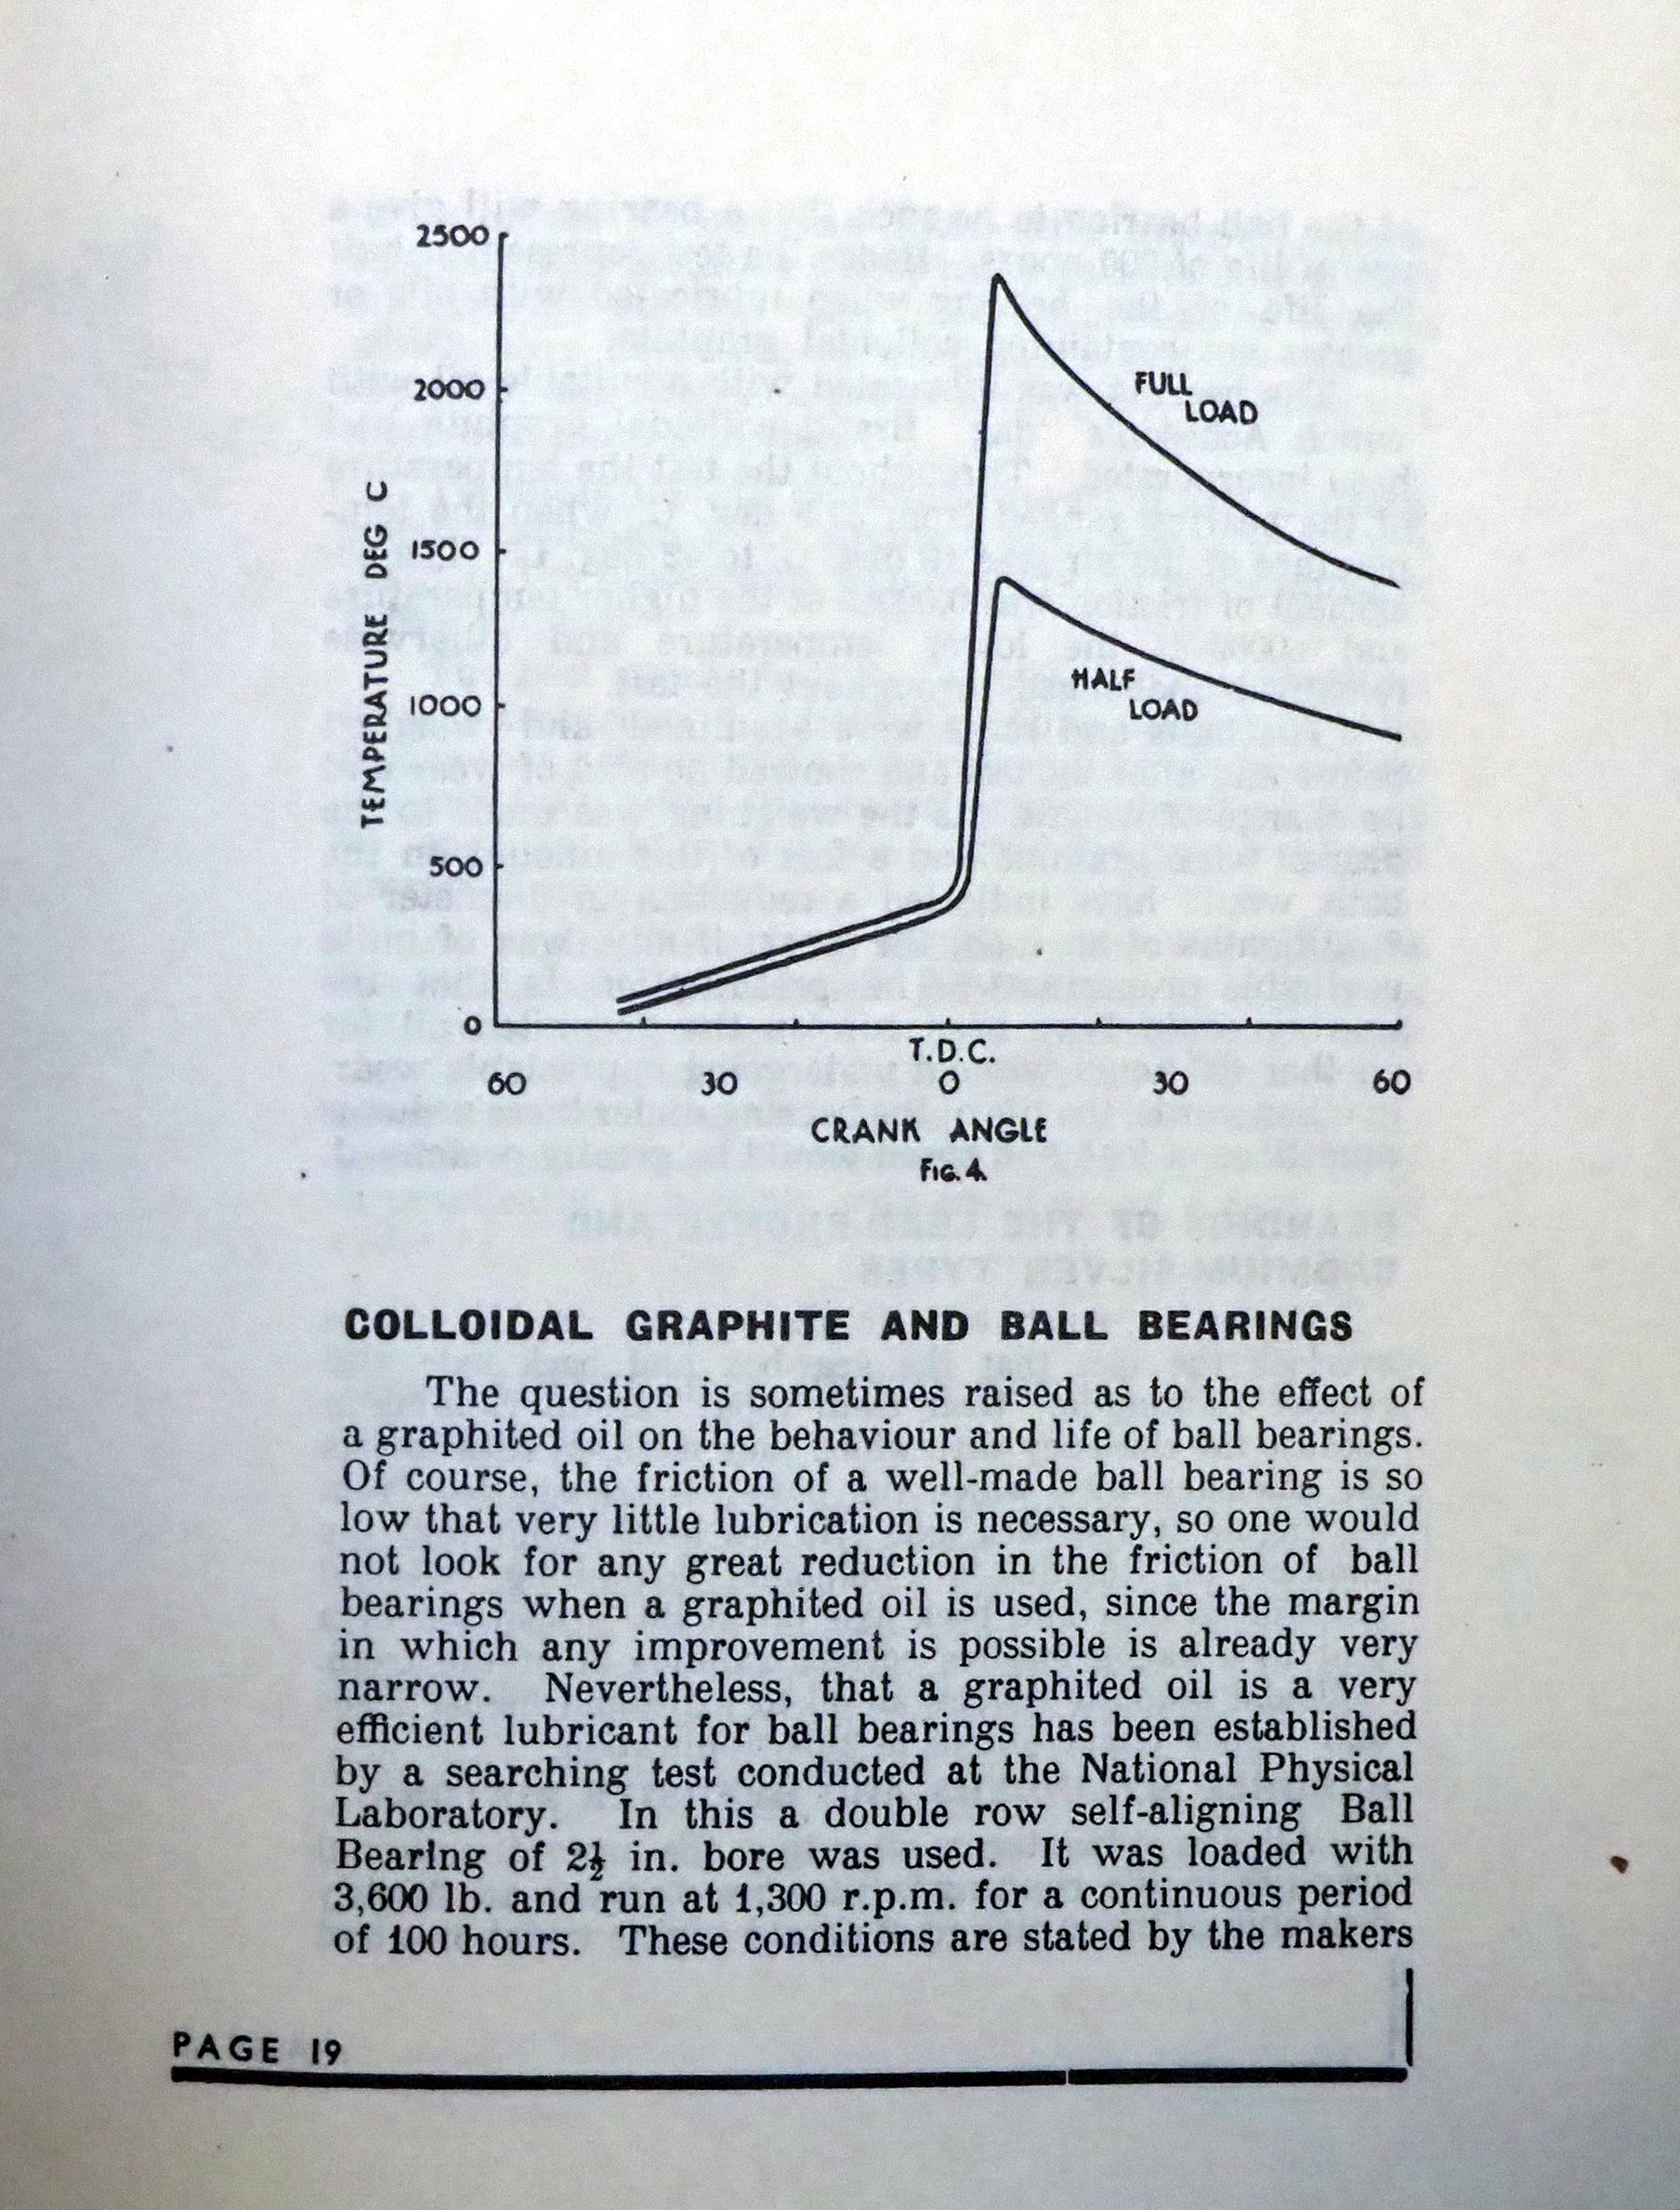 2500
2000
1500
1000
500
0
TEMPERATURE DEG C
FULL
LOAD
HALF
LOAD
T.D.C.
60 30 0 30 60
CRANK ANGLE
FIG. 4.
COLLOIDAL GRAPHITE AND BALL BEARINGS
The question is sometimes raised as to the effect of
a graphited oil on the behaviour and life of ball bearings.
Of course, the friction of a well-made ball bearing is so
low that very little lubrication is necessary, so one would
not look for any great reduction in the friction of ball
bearings when a graphited oil is used, since the margin
in which any improvement is possible is already very
narrow. Nevertheless, that a graphited oil is a very
efficient lubricant for ball bearings has been established
by a searching test conducted at the National Physical
Laboratory. In this a double row self-aligning Ball
Bearing of 2½ in. bore was used. It was loaded with
3,600 lb. and run at 1,300 r.p.m. for a continuous period
of 100 hours. These conditions are stated by the makers
PAGE 19